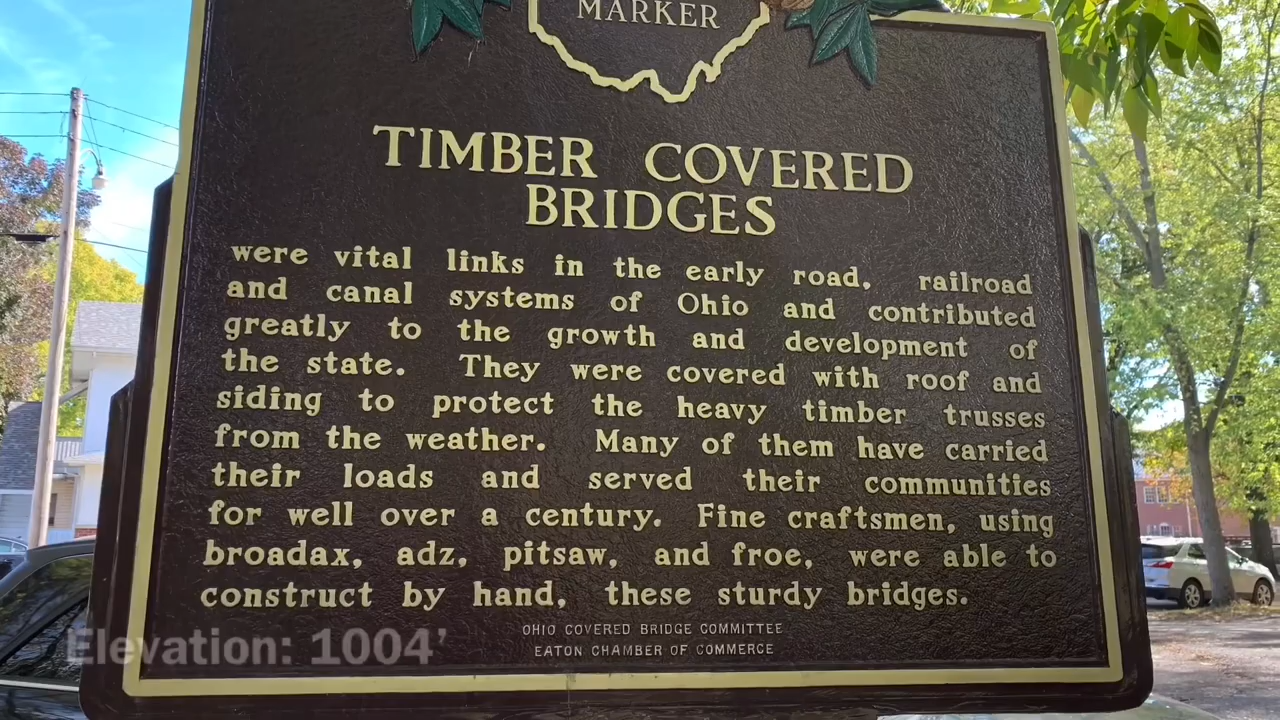 MARKER
TIMBER COVERED
BRIDGES
were vital links in the early road, railroad
and canal systems of Ohio and contributed
greatly to the growth and development of
the state. They were covered with roof and
siding to protect the heavy timber trusses
from the weather. Many of them have carried
their loads and served their communities
for well over a century. Fine craftsmen, using
broadax, adz, pitsaw, and froe, were able to
construct by hand, these sturdy bridges.
OHIO COVERED BRIDGE COMMITTEE
EATON CHAMBER OF COMMERCE
Elevation: 1004’